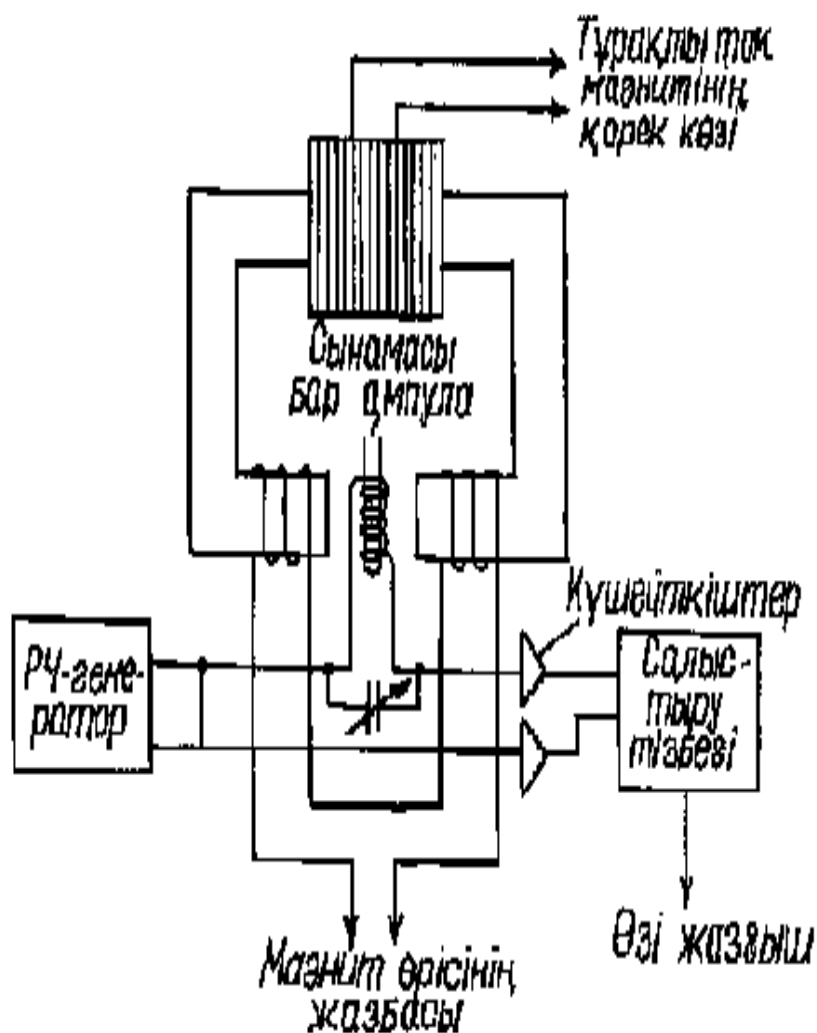 Тұрақты ток
магнитінің
қорек көзі
Сынамасы
бар ампула
Күшейткіштер
РЧ-гене-
ратор
Салыс-
тыру
тізбегі
Өзі жазғыш
Магнит өрісінің
жазбасы